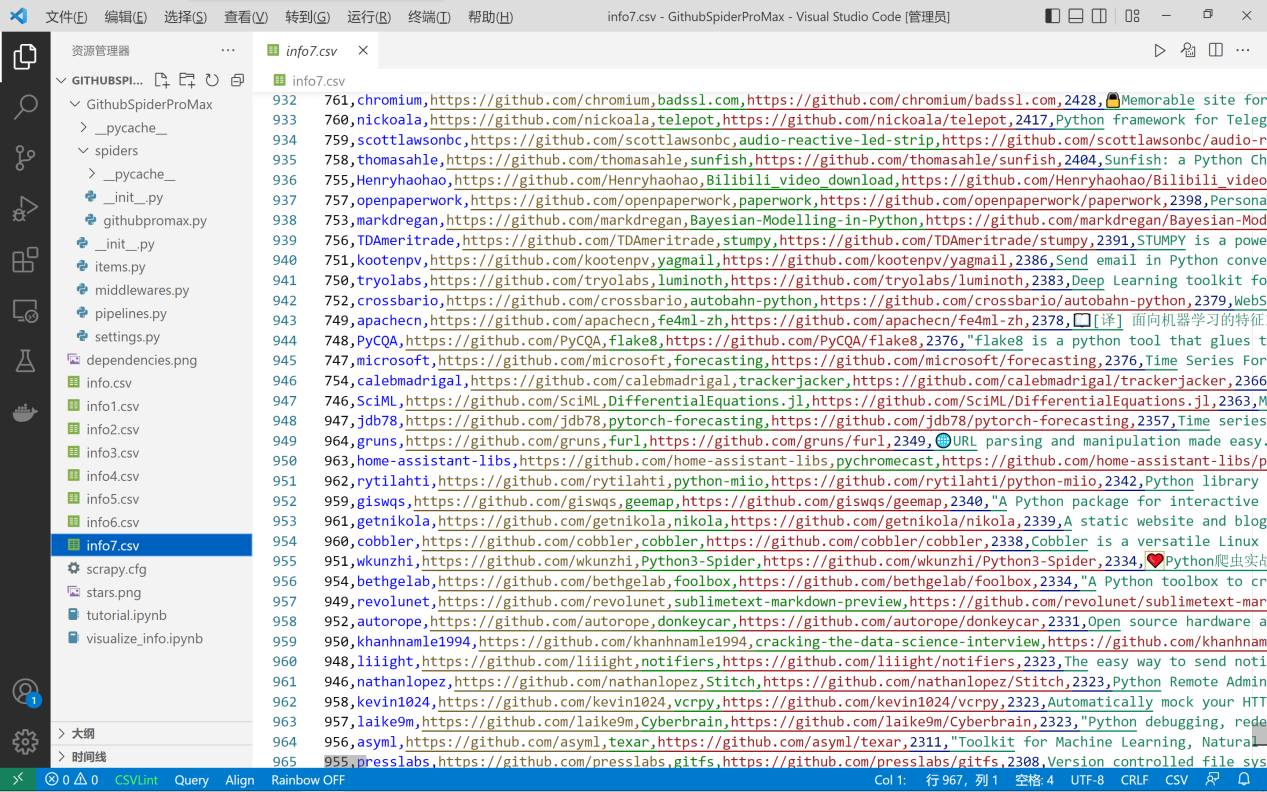 文件(F) 编辑(E) 选择(S) 查看(V) 转到(G) 运行(R) 终端(T) 帮助(H) info7.csv - GithubSpiderProMax - Visual Studio Code [管理员]
资源管理器 ···
info7.csv
GITHUBSPI...
info7.csv
GithubSpiderProMax
__pycache__
spiders
__pycache__
__init__.py
githubpromax.py
__init__.py
items.py
middlewares.py
pipelines.py
settings.py
dependencies.png
info.csv
info1.csv
info2.csv
info3.csv
info4.csv
info5.csv
info6.csv
info7.csv
scrapy.cfg
stars.png
tutorial.ipynb
visualize_info.ipynb
大纲
时间线
932 761,chromium,https://github.com/chromium,badssl.com,https://github.com/chromium/badssl.com,2428,🔒Memorable site for
933 760,nickoala,https://github.com/nickoala,telepot,https://github.com/nickoala/telepot,2417,Python framework for Teleg
934 759,scottlawsonbc,https://github.com/scottlawsonbc,audio-reactive-led-strip,https://github.com/scottlawsonbc/audio-r
935 758,thomasahle,https://github.com/thomasahle,sunfish,https://github.com/thomasahle/sunfish,2404,Sunfish: a Python Ch
936 755,Henryhaohao,https://github.com/Henryhaohao,Bilibili_video_download,https://github.com/Henryhaohao/Bilibili_video
937 757,openpaperwork,https://github.com/openpaperwork,paperwork,https://github.com/openpaperwork/paperwork,2398,Persona
938 753,markdregan,https://github.com/markdregan,Bayesian-Modelling-in-Python,https://github.com/markdregan/Bayesian-Mod
939 756,TDAmeritrade,https://github.com/TDAmeritrade,stumpy,https://github.com/TDAmeritrade/stumpy,2391,STUMPY is a powe
940 751,kootenpv,https://github.com/kootenpv,yagmail,https://github.com/kootenpv/yagmail,2386,Send email in Python conve
941 750,tryolabs,https://github.com/tryolabs,luminoth,https://github.com/tryolabs/luminoth,2383,Deep Learning toolkit fo
942 752,crossbario,https://github.com/crossbario,autobahn-python,https://github.com/crossbario/autobahn-python,2379,WebS
943 749,apachecn,https://github.com/apachecn,fe4ml-zh,https://github.com/apachecn/fe4ml-zh,2378,📖[译] 面向机器学习的特征
944 748,PyCQA,https://github.com/PyCQA,flake8,https://github.com/PyCQA/flake8,2376,"flake8 is a python tool that glues t
945 747,microsoft,https://github.com/microsoft,forecasting,https://github.com/microsoft/forecasting,2376,Time Series For
946 754,calebmadrigal,https://github.com/calebmadrigal,trackerjacker,https://github.com/calebmadrigal/trackerjacker,2366
947 746,SciML,https://github.com/SciML,DifferentialEquations.jl,https://github.com/SciML/DifferentialEquations.jl,2363,M
948 947,jdb78,https://github.com/jdb78,pytorch-forecasting,https://github.com/jdb78/pytorch-forecasting,2357,Time series
949 964,gruns,https://github.com/gruns,furl,https://github.com/gruns/furl,2349,🌐URL parsing and manipulation made easy.
950 963,home-assistant-libs,https://github.com/home-assistant-libs,pychromecast,https://github.com/home-assistant-libs/p
951 962,rytilahti,https://github.com/rytilahti,python-miio,https://github.com/rytilahti/python-miio,2342,Python library
952 959,giswqs,https://github.com/giswqs,geemap,https://github.com/giswqs/geemap,2340,"A Python package for interactive
953 961,getnikola,https://github.com/getnikola,nikola,https://github.com/getnikola/nikola,2339,A static website and blog
954 960,cobbler,https://github.com/cobbler,cobbler,https://github.com/cobbler/cobbler,2338,Cobbler is a versatile Linux
955 951,wkunzhi,https://github.com/wkunzhi,Python3-Spider,https://github.com/wkunzhi/Python3-Spider,2334,❤Python爬虫实战
956 954,bethgelab,https://github.com/bethgelab,foolbox,https://github.com/bethgelab/foolbox,2334,"A Python toolbox to cr
957 949,revolunet,https://github.com/revolunet,sublimetext-markdown-preview,https://github.com/revolunet/sublimetext-mar
958 952,autorope,https://github.com/autorope,donkeycar,https://github.com/autorope/donkeycar,2331,Open source hardware a
959 950,khanhnamle1994,https://github.com/khanhnamle1994,cracking-the-data-science-interview,https://github.com/khanhnam
960 948,liiight,https://github.com/liiight,notifiers,https://github.com/liiight/notifiers,2323,The easy way to send noti
961 946,nathanlopez,https://github.com/nathanlopez,Stitch,https://github.com/nathanlopez/Stitch,2323,Python Remote Admin
962 958,kevin1024,https://github.com/kevin1024,vcrpy,https://github.com/kevin1024/vcrpy,2323,Automatically mock your HTT
963 957,laike9m,https://github.com/laike9m,Cyberbrain,https://github.com/laike9m/Cyberbrain,2323,"Python debugging, rede
964 956,asyml,https://github.com/asyml,texar,https://github.com/asyml/texar,2311,"Toolkit for Machine Learning, Natural
965 955,presslabs,https://github.com/presslabs,gitfs,https://github.com/presslabs/gitfs,2308,Version controlled file sys
1
0 0 CSVLint Query Align Rainbow OFF Col 1: 行 967，列 1 空格: 4 UTF-8 CRLF CSV